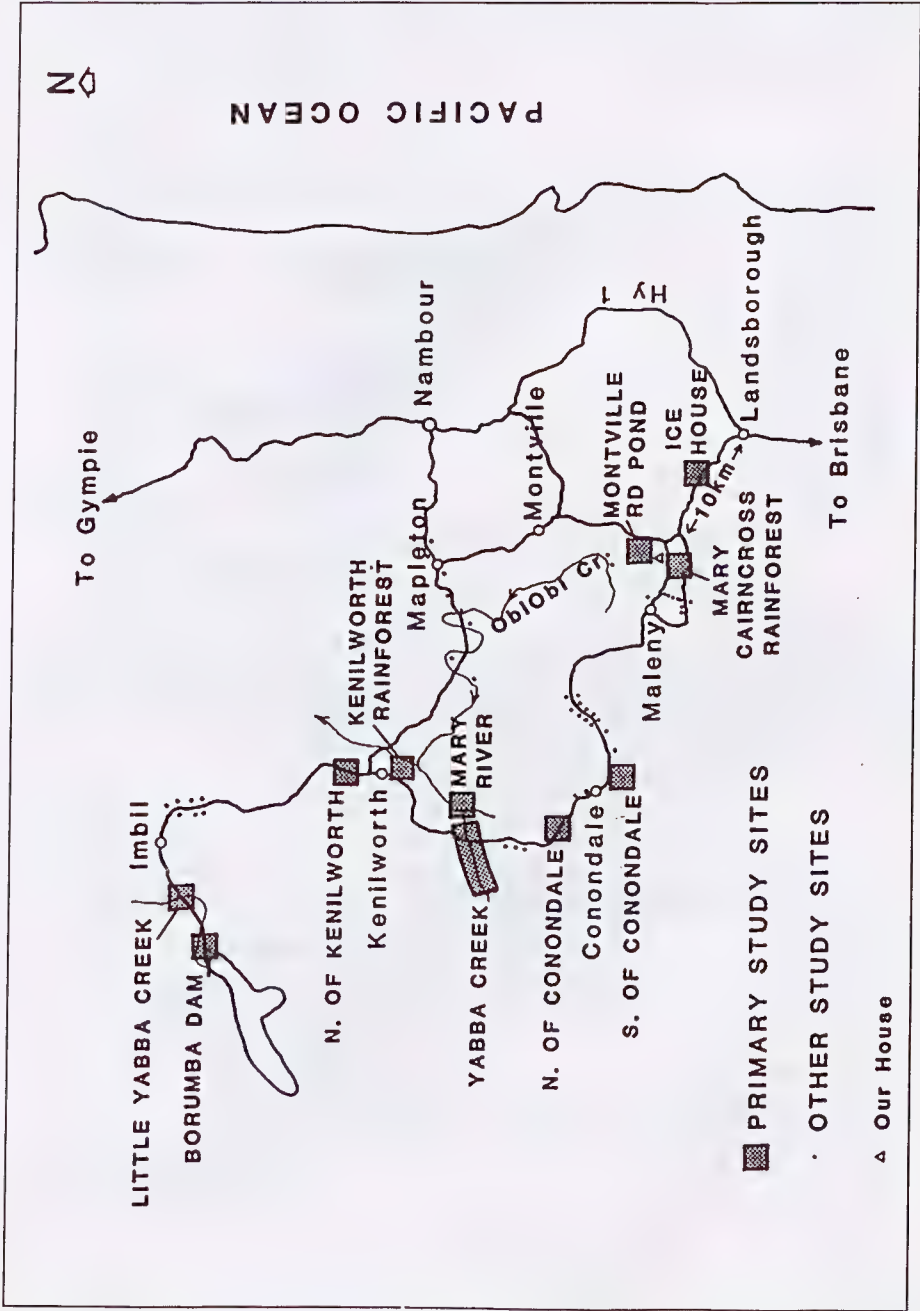 N
PACIFIC OCEAN
To Gympie
Nambour
Mapleton
Montville
Hy 1
MONTVILLE
RD POND
ICE
HOUSE
Landsborough
←10km→
To Brisbane
MARY
CAIRNCROSS
RAINFOREST
Maleny
OblObl Cr.
KENILWORTH
RAINFOREST
MARY
RIVER
Imbil
LITTLE YABBA CREEK
BORUMBA DAM
N. OF KENILWORTH
Kenilworth
YABBA CREEK
N. OF CONONDALE
Conondale
S. OF CONONDALE
PRIMARY STUDY SITES
OTHER STUDY SITES
Our House